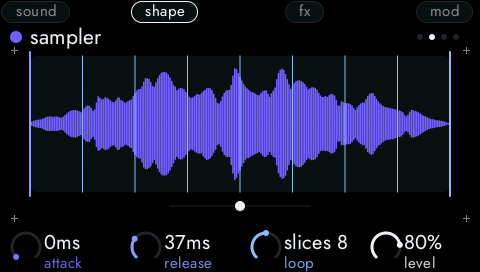 sound shape fx mod
sampler
0ms 37ms slices 8 80%
attack release loop level